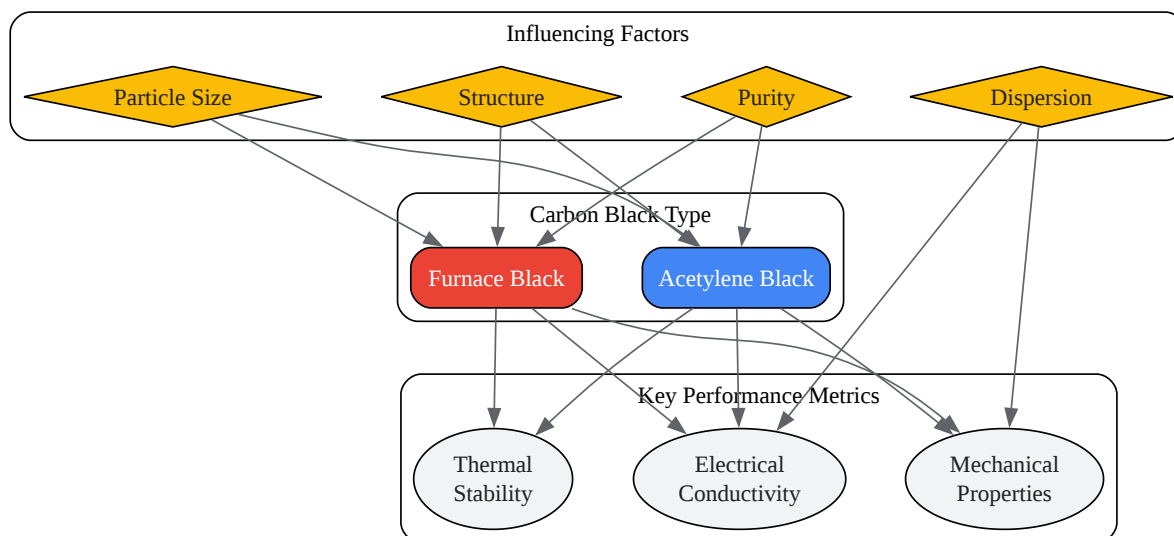 Influencing Factors
Particle Size
Structure
Purity
Dispersion
Carbon Black Type
Furnace Black
Acetylene Black
Key Performance Metrics
Thermal
Stability
Electrical
Conductivity
Mechanical
Properties